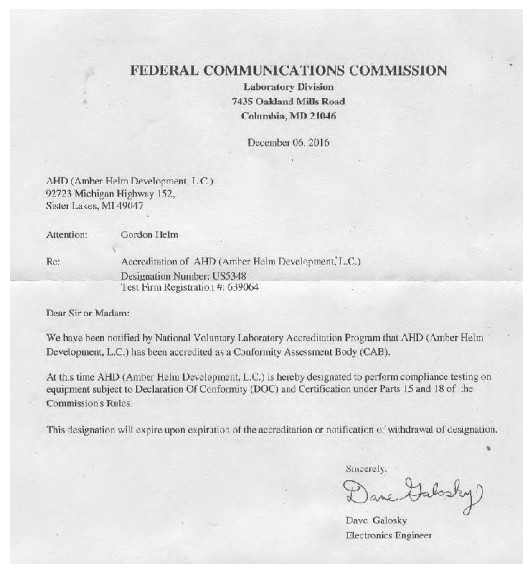 FEDERAL COMMUNICATIONS COMMISSION
Laboratory Division
7435 Oakland Mills Road
Columbia, MD 21046
December 06, 2016
AHD (Amber Helm Development, L.C.)
92723 Michigan Highway 152,
Sister Lakes, MI 49047
Attention: Gordon Helm
Re: Accreditation of AHD (Amber Helm Development, L.C.)
Designation Number: US5348
Test Firm Registration #: 639064
Dear Sir or Madam:
We have been notified by National Voluntary Laboratory Accreditation Program that AHD (Amber Helm
Development, L.C.) has been accredited as a Conformity Assessment Body (CAB).
At this time AHD (Amber Helm Development, L.C.) is hereby designated to perform compliance testing on
equipment subject to Declaration Of Conformity (DOC) and Certification under Parts 15 and 18 of the
Commission's Rules.
This designation will expire upon expiration of the accreditation or notification of withdrawal of designation.
Sincerely,
Dave Galosky
Dave Galosky
Electronics Engineer